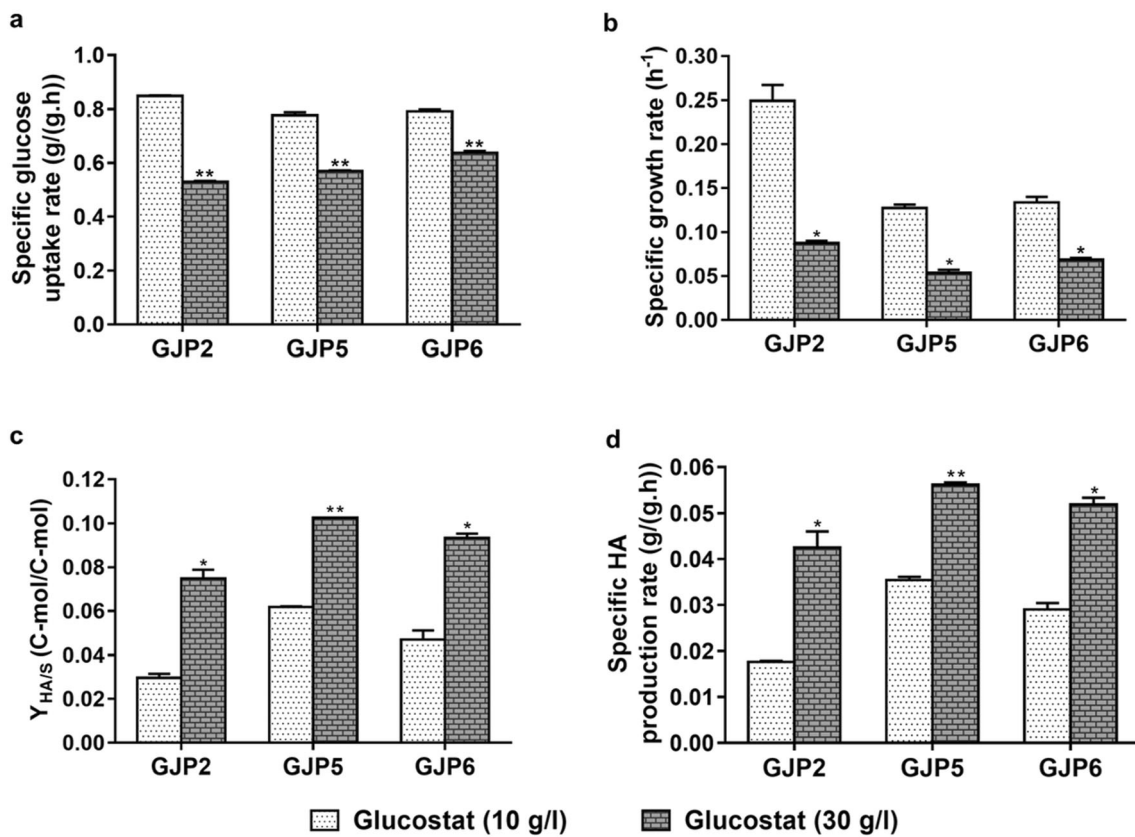 a
Specific glucose
uptake rate (g/(g.h))
1.0
0.8
0.6
0.4
0.2
0.0
**
**
**
GJP2 GJP5 GJP6
b
Specific growth rate (h⁻¹)
0.30
0.25
0.20
0.15
0.10
0.05
0.00
*
*
*
GJP2 GJP5 GJP6
c
Y_HA/S (C-mol/C-mol)
0.12
0.10
0.08
0.06
0.04
0.02
0.00
*
**
*
GJP2 GJP5 GJP6
d
Specific HA
production rate (g/(g.h))
0.06
0.05
0.04
0.03
0.02
0.01
0.00
*
**
*
GJP2 GJP5 GJP6
Glucostat (10 g/l) Glucostat (30 g/l)